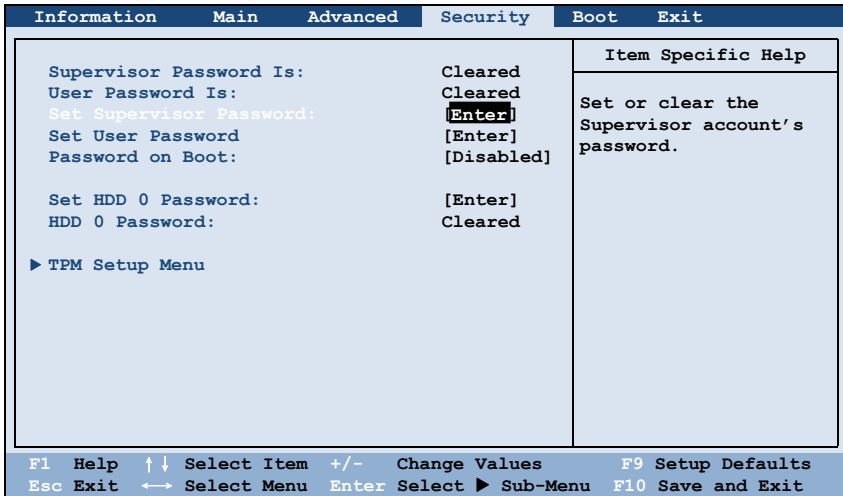 Information Main Advanced Security Boot Exit
Item Specific Help
Supervisor Password Is: Cleared
User Password Is: Cleared
Set Supervisor Password: [Enter]
Set User Password [Enter]
Password on Boot: [Disabled]
Set HDD 0 Password: [Enter]
HDD 0 Password: Cleared
▶ TPM Setup Menu
Set or clear the
Supervisor account's
password.
F1 Help ↑↓ Select Item +/- Change Values F9 Setup Defaults
Esc Exit ←→ Select Menu Enter Select ▶ Sub-Menu F10 Save and Exit